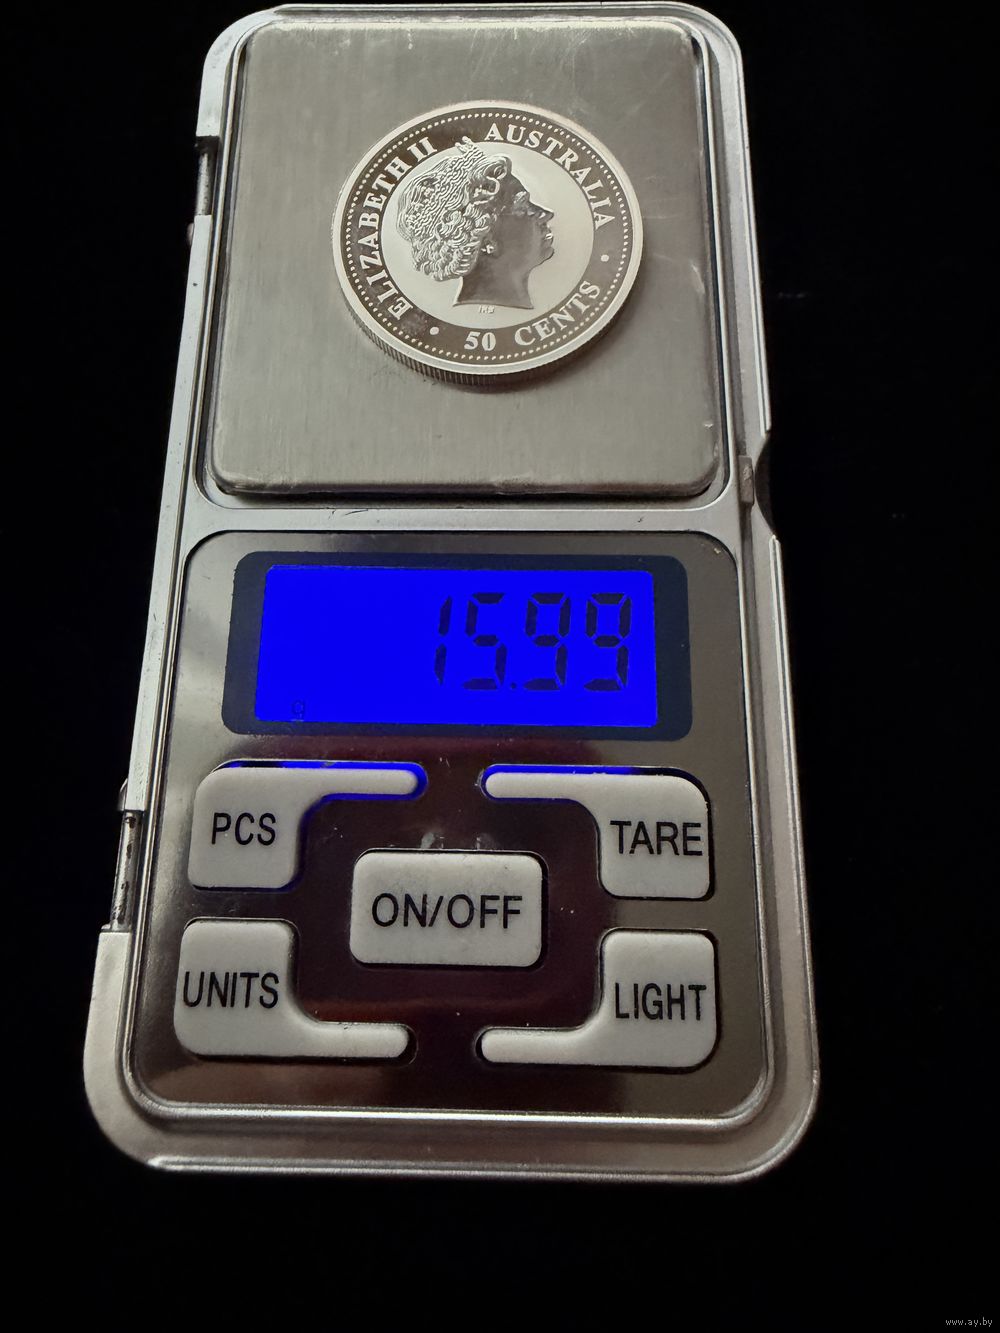 ELIZABETH II AUSTRALIA
50 CENTS
IRB
15.99
g
PCS
TARE
ON/OFF
UNITS
LIGHT
www.ay.by